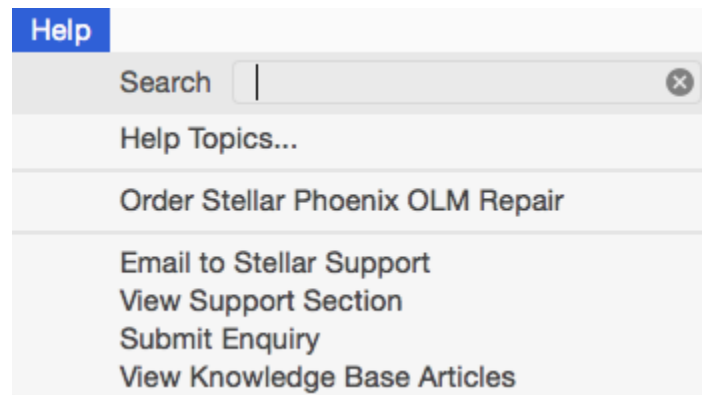 Help
Search
Help Topics...
Order Stellar Phoenix OLM Repair
Email to Stellar Support
View Support Section
Submit Enquiry
View Knowledge Base Articles